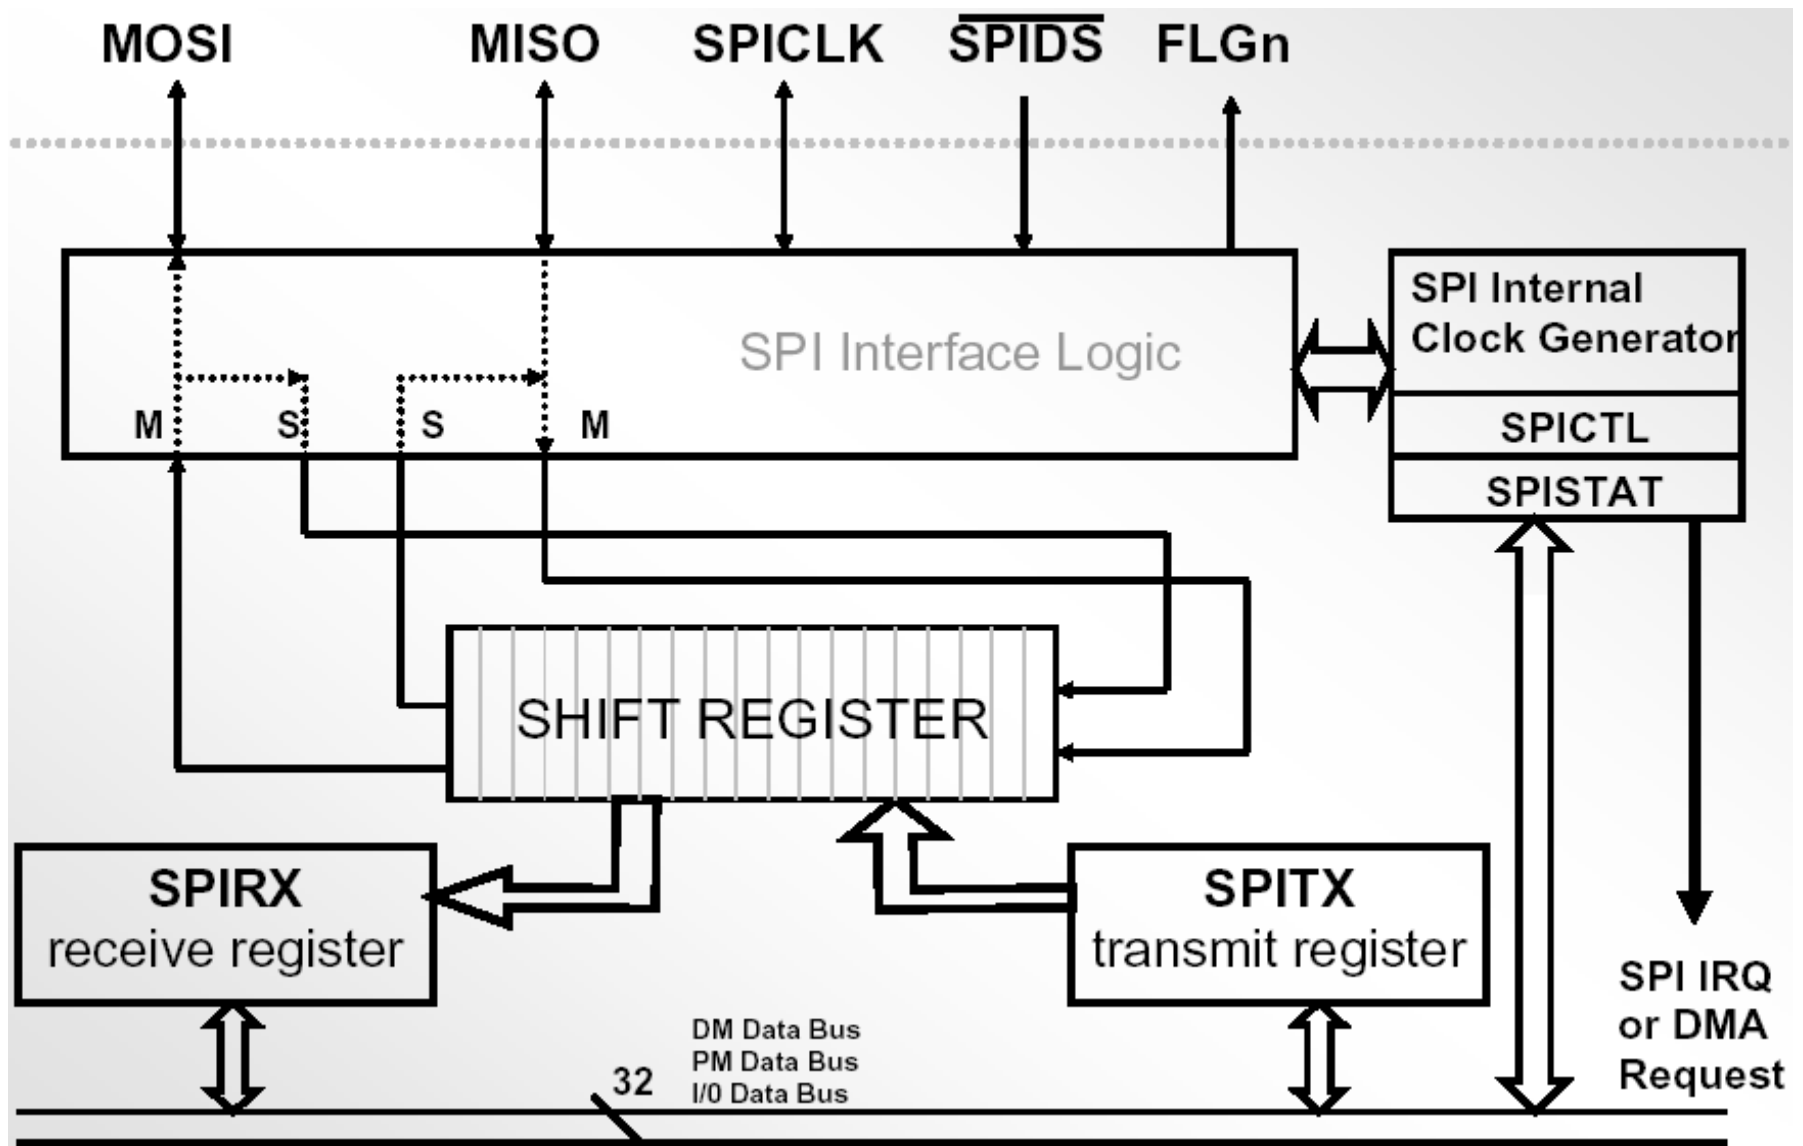 MOSI MISO SPICLK SPIDS FLGn
SPI Internal
Clock Generator
SPI Interface Logic
M S S M
SPICTL
SPISTAT
SHIFT REGISTER
SPIRX
receive register
SPITX
transmit register
SPI IRQ
or DMA
Request
DM Data Bus
PM Data Bus
I/0 Data Bus
32